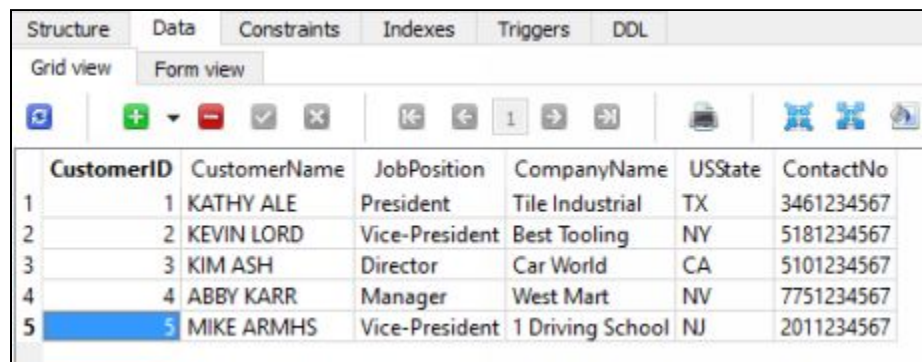 Structure Data Constraints Indexes Triggers DDL
Grid view Form view
1
CustomerID CustomerName JobPosition CompanyName USState ContactNo
1 1 KATHY ALE President Tile Industrial TX 3461234567
2 2 KEVIN LORD Vice-President Best Tooling NY 5181234567
3 3 KIM ASH Director Car World CA 5101234567
4 4 ABBY KARR Manager West Mart NV 7751234567
5 5 MIKE ARMHS Vice-President 1 Driving School NJ 2011234567